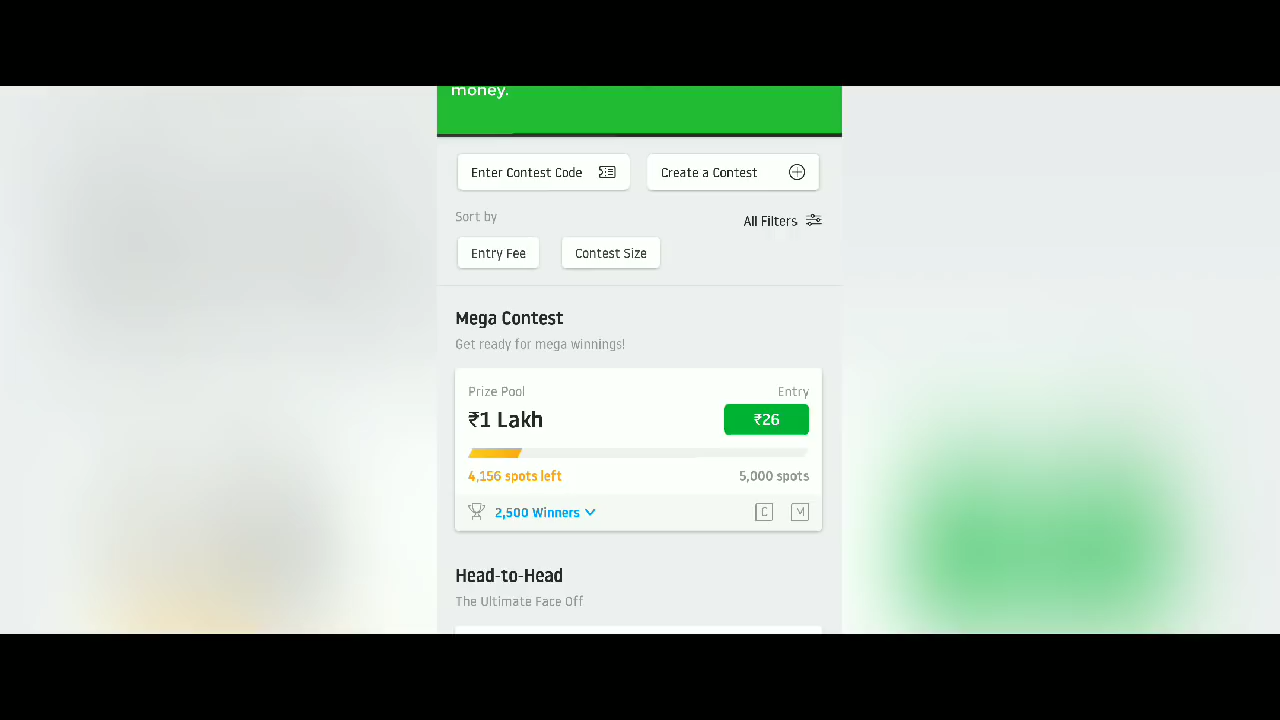 money.
Enter Contest Code
Create a Contest
Sort by
All Filters
Entry Fee
Contest Size
Mega Contest
Get ready for mega winnings!
Prize Pool
Entry
₹1 Lakh
₹26
4,156 spots left
5,000 spots
2,500 Winners
C
M
Head-to-Head
The Ultimate Face Off